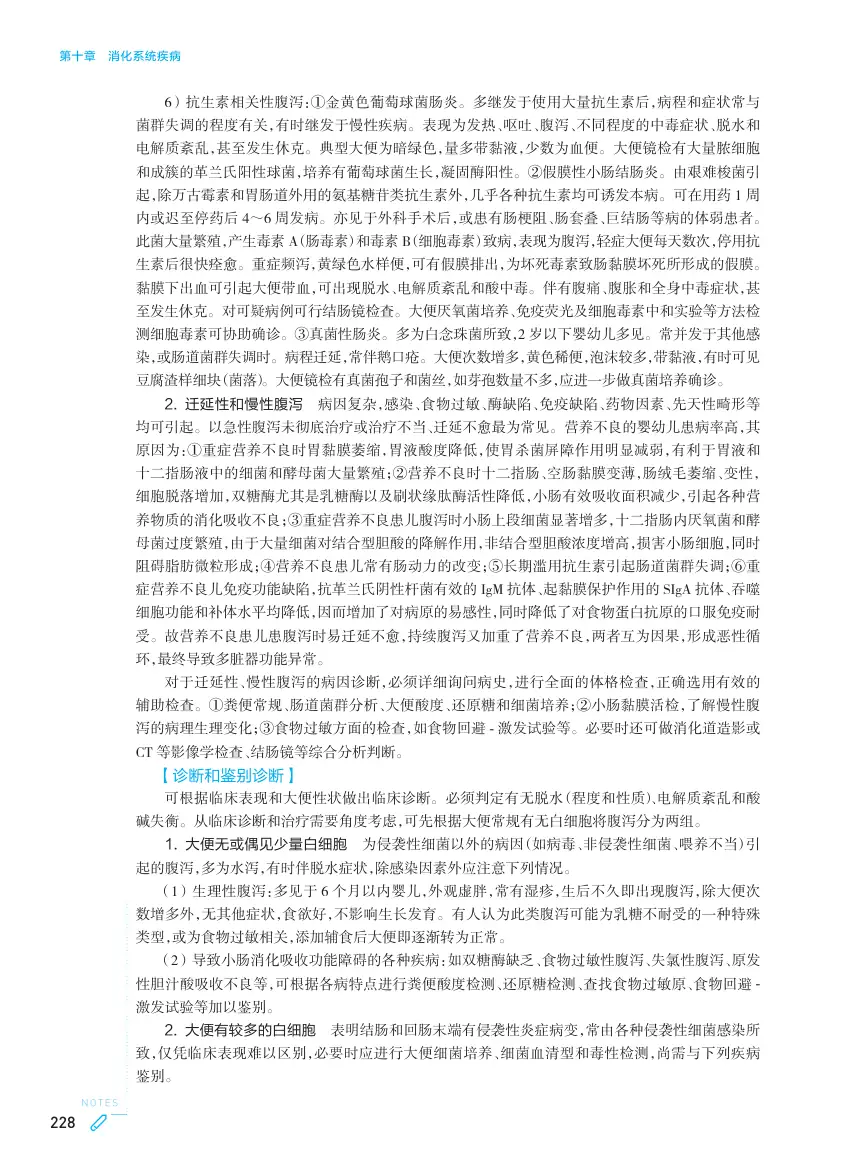 第十章 消化系统疾病
6）抗生素相关性腹泻：①金黄色葡萄球菌肠炎。多继发于使用大量抗生素后，病程和症状常与
菌群失调的程度有关，有时继发于慢性疾病。表现为发热、呕吐、腹泻、不同程度的中毒症状、脱水和
电解质紊乱，甚至发生休克。典型大便为暗绿色，量多带黏液，少数为血便。大便镜检有大量脓细胞
和成簇的革兰氏阳性球菌，培养有葡萄球菌生长，凝固酶阳性。②假膜性小肠结肠炎。由艰难梭菌引
起，除万古霉素和胃肠道外用的氨基糖苷类抗生素外，几乎各种抗生素均可诱发本病。可在用药 1 周
内或迟至停药后 4～6 周发病。亦见于外科手术后，或患有肠梗阻、肠套叠、巨结肠等病的体弱患者。
此菌大量繁殖，产生毒素 A（肠毒素）和毒素 B（细胞毒素）致病，表现为腹泻，轻症大便每天数次，停用抗
生素后很快痊愈。重症频泻，黄绿色水样便，可有假膜排出，为坏死毒素致肠黏膜坏死所形成的假膜。
黏膜下出血可引起大便带血，可出现脱水、电解质紊乱和酸中毒。伴有腹痛、腹胀和全身中毒症状，甚
至发生休克。对可疑病例可行结肠镜检查。大便厌氧菌培养、免疫荧光及细胞毒素中和实验等方法检
测细胞毒素可协助确诊。③真菌性肠炎。多为白念珠菌所致，2 岁以下婴幼儿多见。常并发于其他感
染，或肠道菌群失调时。病程迁延，常伴鹅口疮。大便次数增多，黄色稀便，泡沫较多，带黏液，有时可见
豆腐渣样细块（菌落）。大便镜检有真菌孢子和菌丝，如芽孢数量不多，应进一步做真菌培养确诊。
2. 迁延性和慢性腹泻 病因复杂，感染、食物过敏、酶缺陷、免疫缺陷、药物因素、先天性畸形等
均可引起。以急性腹泻未彻底治疗或治疗不当、迁延不愈最为常见。营养不良的婴幼儿患病率高，其
原因为：①重症营养不良时胃黏膜萎缩，胃液酸度降低，使胃杀菌屏障作用明显减弱，有利于胃液和
十二指肠液中的细菌和酵母菌大量繁殖；②营养不良时十二指肠、空肠黏膜变薄，肠绒毛萎缩、变性，
细胞脱落增加，双糖酶尤其是乳糖酶以及刷状缘肽酶活性降低，小肠有效吸收面积减少，引起各种营
养物质的消化吸收不良；③重症营养不良患儿腹泻时小肠上段细菌显著增多，十二指肠内厌氧菌和酵
母菌过度繁殖，由于大量细菌对结合型胆酸的降解作用，非结合型胆酸浓度增高，损害小肠细胞，同时
阻碍脂肪微粒形成；④营养不良患儿常有肠动力的改变；⑤长期滥用抗生素引起肠道菌群失调；⑥重
症营养不良儿免疫功能缺陷，抗革兰氏阴性杆菌有效的 IgM 抗体、起黏膜保护作用的 SIgA 抗体、吞噬
细胞功能和补体水平均降低，因而增加了对病原的易感性，同时降低了对食物蛋白抗原的口服免疫耐
受。故营养不良患儿患腹泻时易迁延不愈，持续腹泻又加重了营养不良，两者互为因果，形成恶性循
环，最终导致多脏器功能异常。
对于迁延性、慢性腹泻的病因诊断，必须详细询问病史，进行全面的体格检查，正确选用有效的
辅助检查。①粪便常规、肠道菌群分析、大便酸度、还原糖和细菌培养；②小肠黏膜活检，了解慢性腹
泻的病理生理变化；③食物过敏方面的检查，如食物回避 - 激发试验等。必要时还可做消化道造影或
CT 等影像学检查、结肠镜等综合分析判断。
【诊断和鉴别诊断】
可根据临床表现和大便性状做出临床诊断。必须判定有无脱水（程度和性质）、电解质紊乱和酸
碱失衡。从临床诊断和治疗需要角度考虑，可先根据大便常规有无白细胞将腹泻分为两组。
1. 大便无或偶见少量白细胞 为侵袭性细菌以外的病因（如病毒、非侵袭性细菌、喂养不当）引
起的腹泻，多为水泻，有时伴脱水症状，除感染因素外应注意下列情况。
（1）生理性腹泻：多见于 6 个月以内婴儿，外观虚胖，常有湿疹，生后不久即出现腹泻，除大便次
数增多外，无其他症状，食欲好，不影响生长发育。有人认为此类腹泻可能为乳糖不耐受的一种特殊
类型，或为食物过敏相关，添加辅食后大便即逐渐转为正常。
（2）导致小肠消化吸收功能障碍的各种疾病：如双糖酶缺乏、食物过敏性腹泻、失氯性腹泻、原发
性胆汁酸吸收不良等，可根据各病特点进行粪便酸度检测、还原糖检测、查找食物过敏原、食物回避 -
激发试验等加以鉴别。
2. 大便有较多的白细胞 表明结肠和回肠末端有侵袭性炎症病变，常由各种侵袭性细菌感染所
致，仅凭临床表现难以区别，必要时应进行大便细菌培养、细菌血清型和毒性检测，尚需与下列疾病
鉴别。
NOTES
228